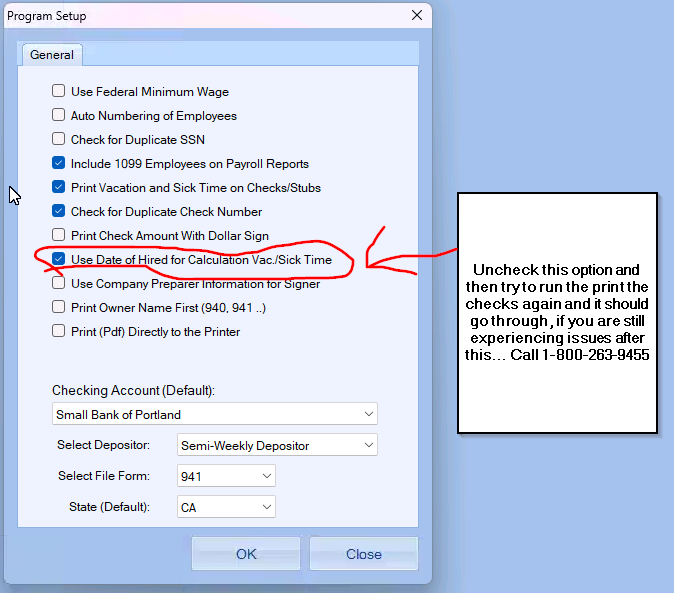 Program Setup
General
Use Federal Minimum Wage
Auto Numbering of Employees
Check for Duplicate SSN
Include 1099 Employees on Payroll Reports
Print Vacation and Sick Time on Checks/Stubs
Check for Duplicate Check Number
Print Check Amount With Dollar Sign
Use Date of Hired for Calculation Vac./Sick Time
Use Company Preparer Information for Signer
Print Owner Name First (940, 941 ..)
Print (Pdf) Directly to the Printer
Checking Account (Default):
Small Bank of Portland
Select Depositor: Semi-Weekly Depositor
Select File Form: 941
State (Default): CA
OK Close
Uncheck this option and
then try to run the print the
checks again and it should
go through, if you are still
experiencing issues after
this... Call 1-800-263-9455